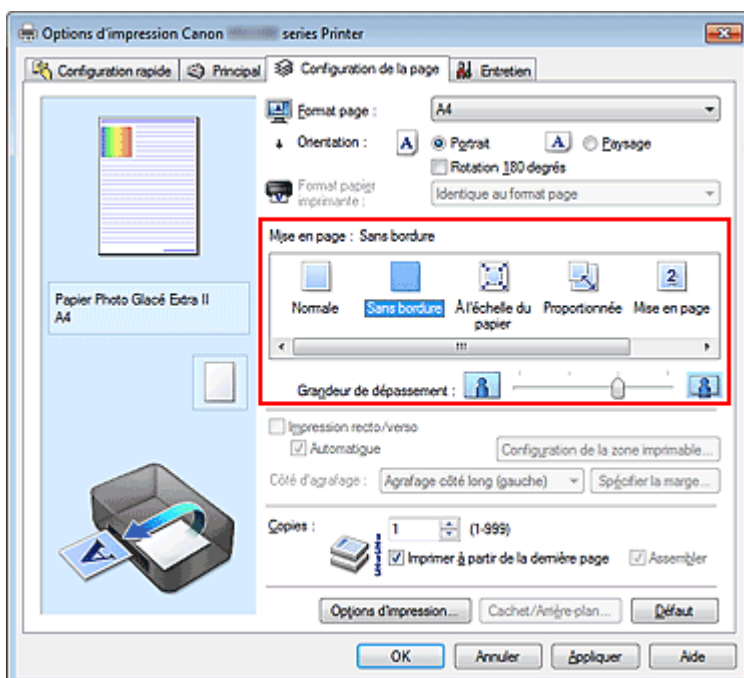 Options d'impression Canon series Printer
Configuration rapide Principal Configuration de la page Entretien
Format page : A4
Orientation : A Portrait A Paysage
Rotation 180 degrés
Format papier imprimante : Identique au format page
Mise en page : Sans bordure
Normale Sans bordure À l'échelle du papier Proportionnée Mise en page
Papier Photo Glacé Extra II
A4
Grandeur de dépassement :
Impression recto/verso
Automatique Configuration de la zone imprimable...
Côté d'agrafage : Agrafage côté long (gauche) Spécifier la marge...
Copies : 1 (1-999)
Imprimer à partir de la dernière page Assembler
Options d'impression... Cachet/Arrière-plan... Défaut
OK Annuler Appliquer Aide